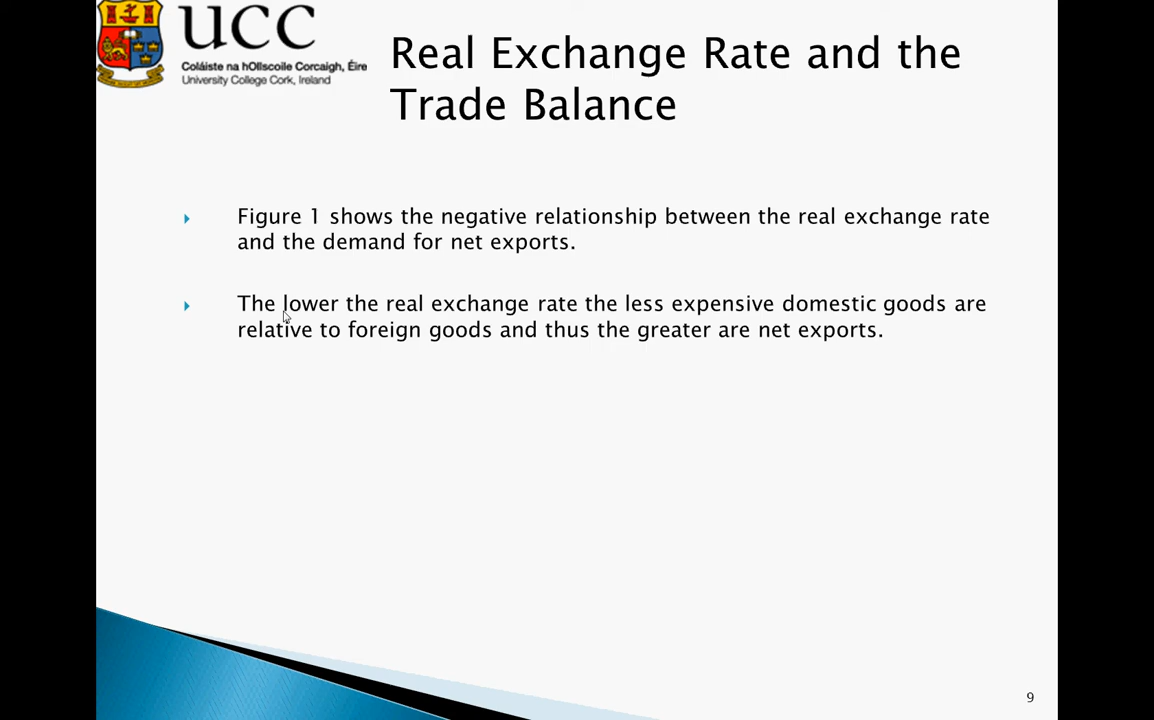 ucc
Coláiste na hOllscoile Corcaigh, Éire
University College Cork, Ireland
Real Exchange Rate and the
Trade Balance
Figure 1 shows the negative relationship between the real exchange rate
and the demand for net exports.
The lower the real exchange rate the less expensive domestic goods are
relative to foreign goods and thus the greater are net exports.
9